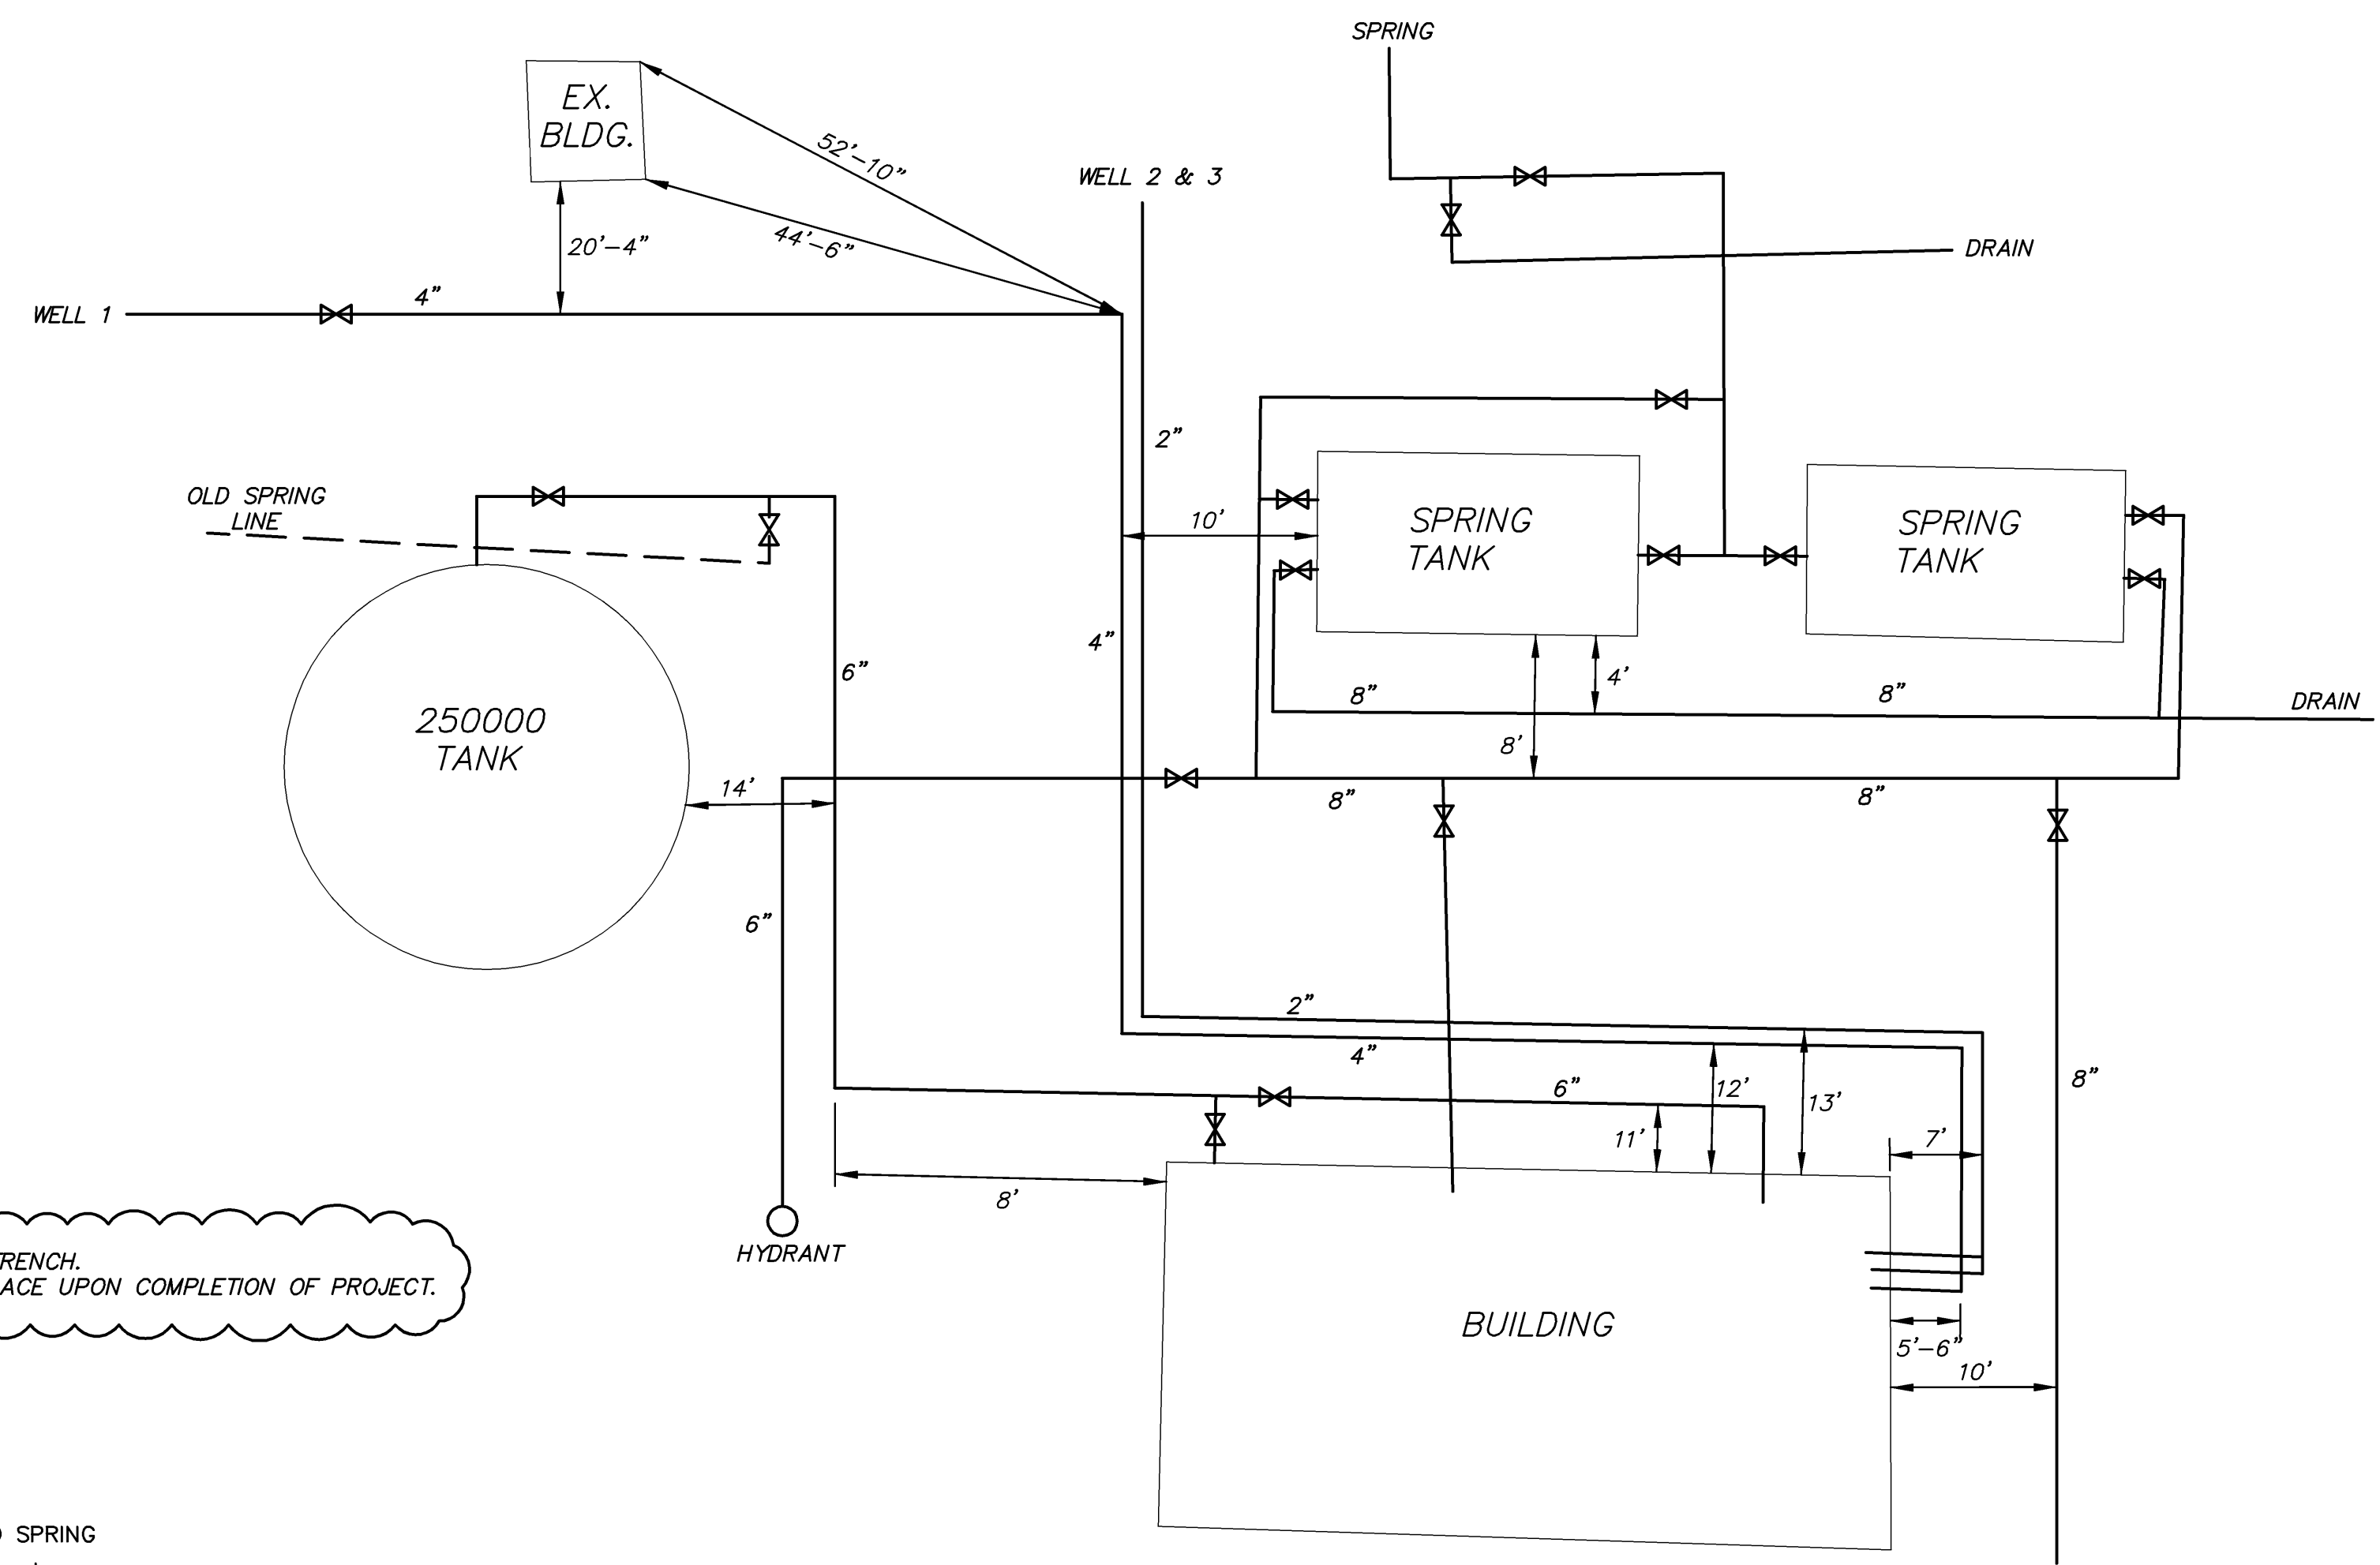 SPRING
EX.
BLDG.
52'-10"
WELL 2 & 3
44'-6"
20'-4"
DRAIN
4"
WELL 1
2"
OLD SPRING
LINE
10'
SPRING
TANK
SPRING
TANK
4"
6"
4'
8"
8"
DRAIN
250000
TANK
8'
14'
8"
8"
6"
2"
4"
6"
12'
13'
8"
11'
7'
8'
HYDRANT
RENCH.
ACE UPON COMPLETION OF PROJECT.
BUILDING
5'-6"
10'
SPRING